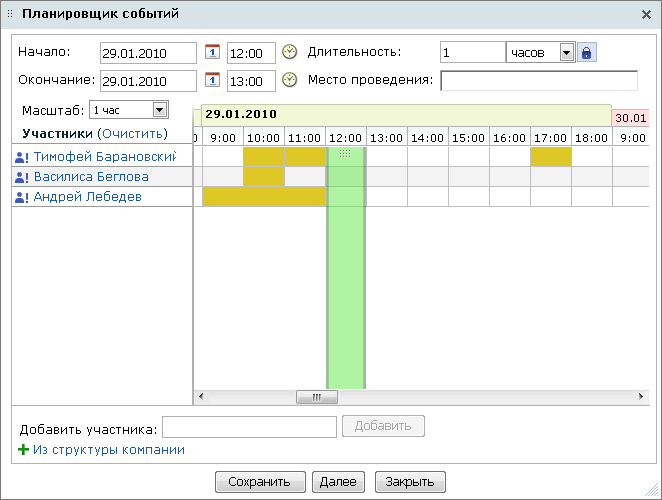 Планировщик событий
Начало: 29.01.2010 1 12:00 Длительность: 1 часов
Окончание: 29.01.2010 1 13:00 Место проведения:
Масштаб: 1 час
29.01.2010 30.01
Участники (Очистить)
0 9:00 10:00 11:00 12:00 13:00 14:00 15:00 16:00 17:00 18:00 9:00
Тимофей Барановский
Василиса Беглова
Андрей Лебедев
Добавить участника: Добавить
Из структуры компании
Сохранить Далее Закрыть